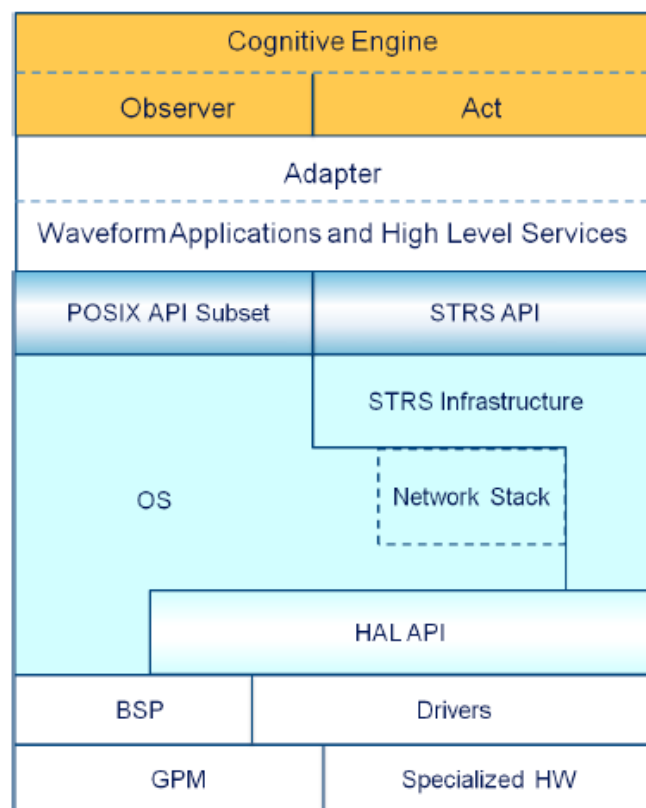 Cognitive Engine
Observer
Act
Adapter
Waveform Applications and High Level Services
POSIX API Subset
STRS API
STRS Infrastructure
OS
Network Stack
HAL API
BSP
Drivers
GPM
Specialized HW